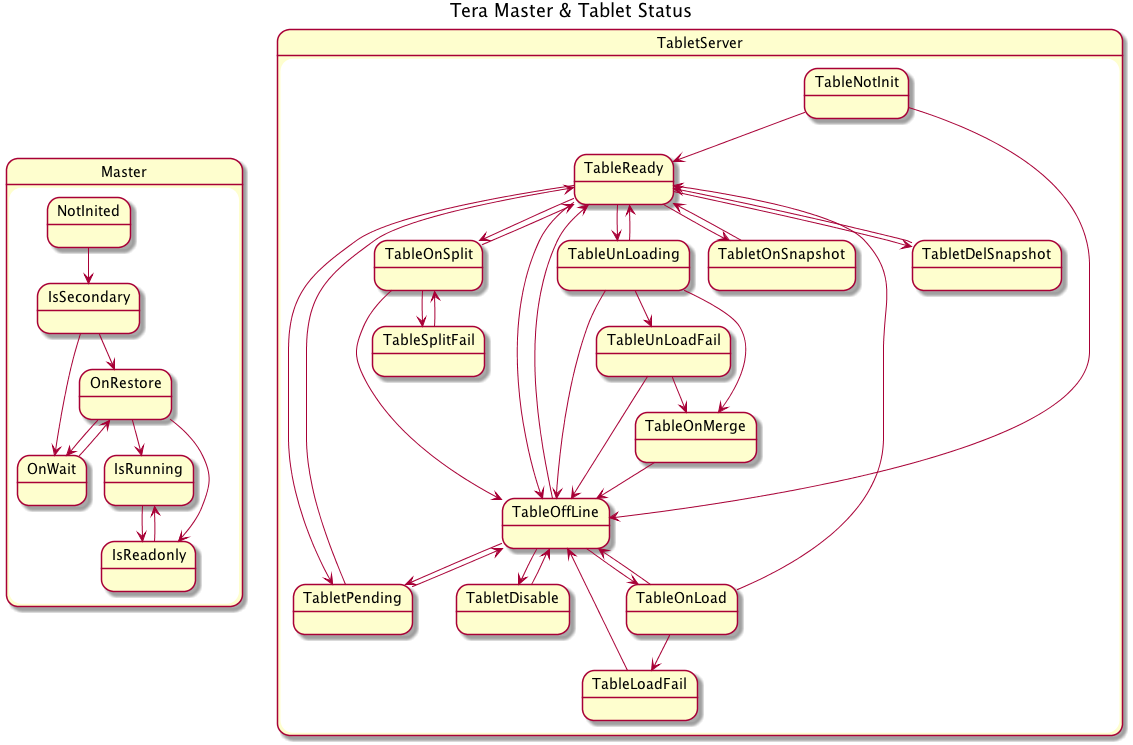 Tera Master & Tablet Status
Master
NotInited
IsSecondary
OnRestore
OnWait
IsRunning
IsReadonly
TabletServer
TableNotInit
TableReady
TableOnSplit
TableUnLoading
TabletOnSnapshot
TabletDelSnapshot
TableSplitFail
TableUnLoadFail
TableOnMerge
TableOffLine
TabletPending
TabletDisable
TableOnLoad
TableLoadFail